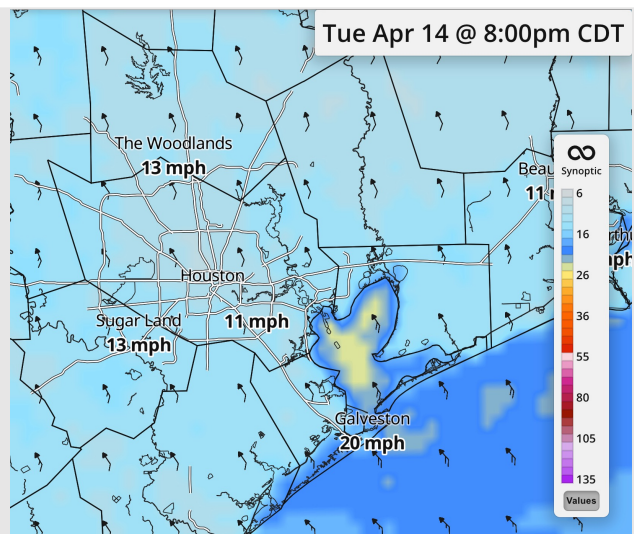 Tue Apr 14 @ 8:00pm CDT
The Woodlands
13 mph
Synoptic
6
16
26
36
55
80
105
135
Values
Houston
11 mph
Sugar Land
13 mph
Galveston
20 mph